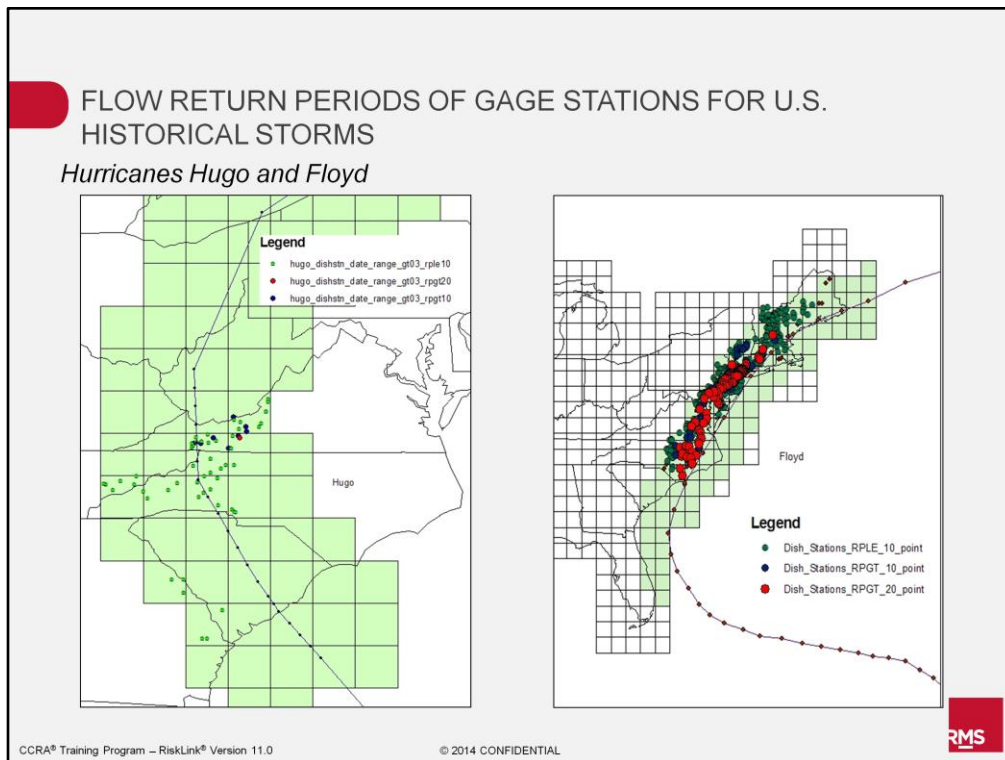 FLOW RETURN PERIODS OF GAGE STATIONS FOR U.S.
HISTORICAL STORMS
Hurricanes Hugo and Floyd
Legend
hugo_dishstn_date_range_gt03_rple10
hugo_dishstn_date_range_gt03_rpgt20
hugo_dishstn_date_range_gt03_rpgt10
Hugo
Floyd
Legend
Dish_Stations_RPLE_10_point
Dish_Stations_RPGT_10_point
Dish_Stations_RPGT_20_point
CCRA® Training Program – RiskLink® Version 11.0
© 2014 CONFIDENTIAL
RMS